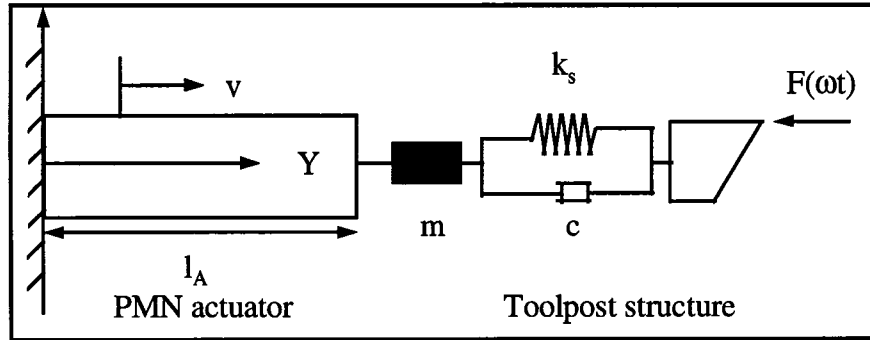 v
k_s
F(ωt)
Y
m
c
l_A
PMN actuator
Toolpost structure